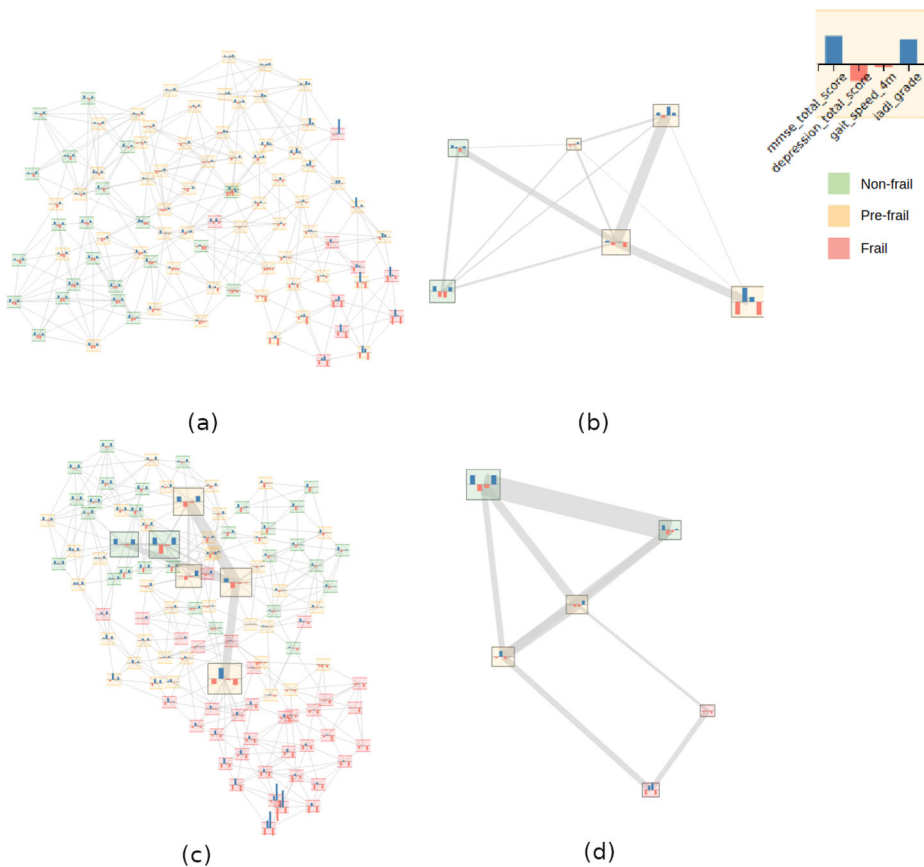 mmse_total_score
depression_total_score
gait_speed_4m
iadl_grade
Non-frail
Pre-frail
Frail
(a)
(b)
(c)
(d)